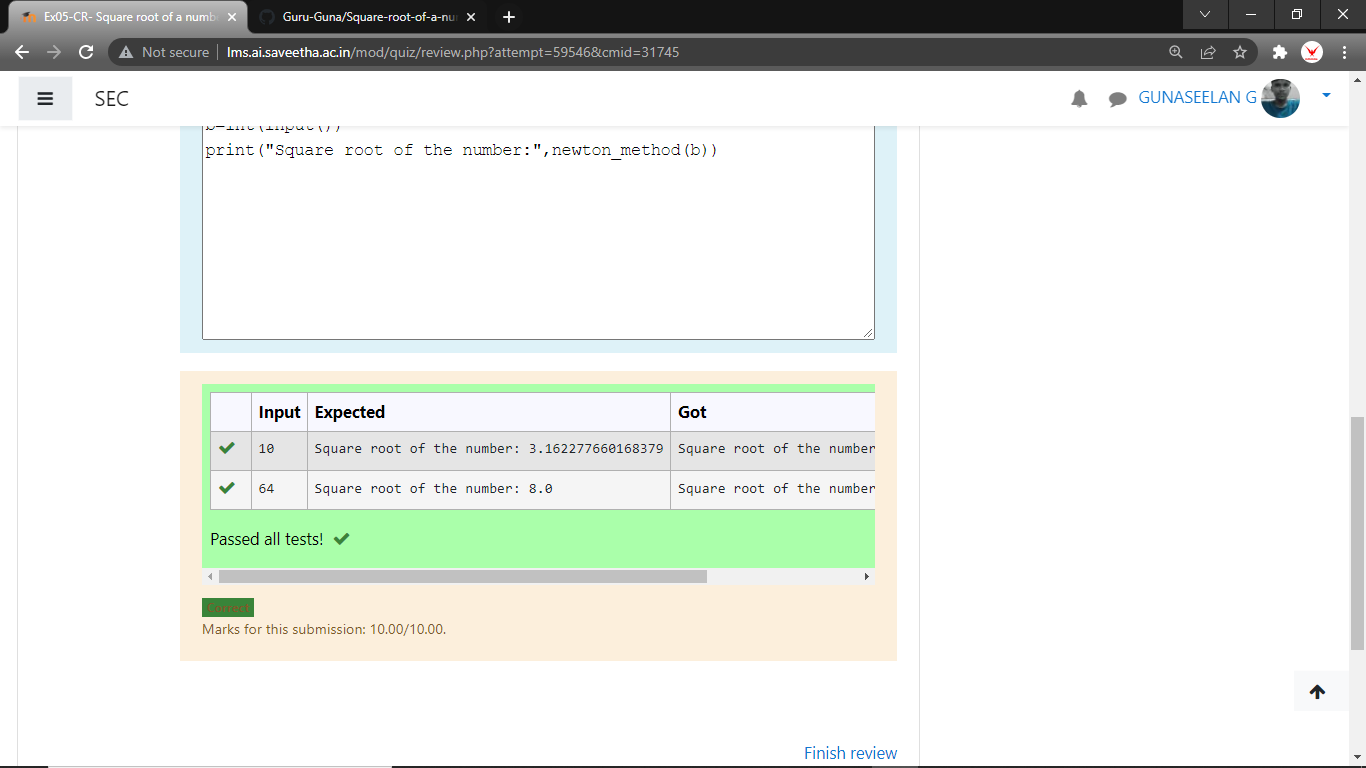 Ex05-CR- Square root of a numb
Guru-Guna/Square-root-of-a-nu
Not secure
lms.ai.saveetha.ac.in/mod/quiz/review.php?attempt=59546&cmid=31745
SEC
GUNASEELAN G
b=int(input())
print("Square root of the number:",newton_method(b))
Input Expected Got
10 Square root of the number: 3.162277660168379 Square root of the number
64 Square root of the number: 8.0 Square root of the number
Passed all tests!
Correct
Marks for this submission: 10.00/10.00.
Finish review